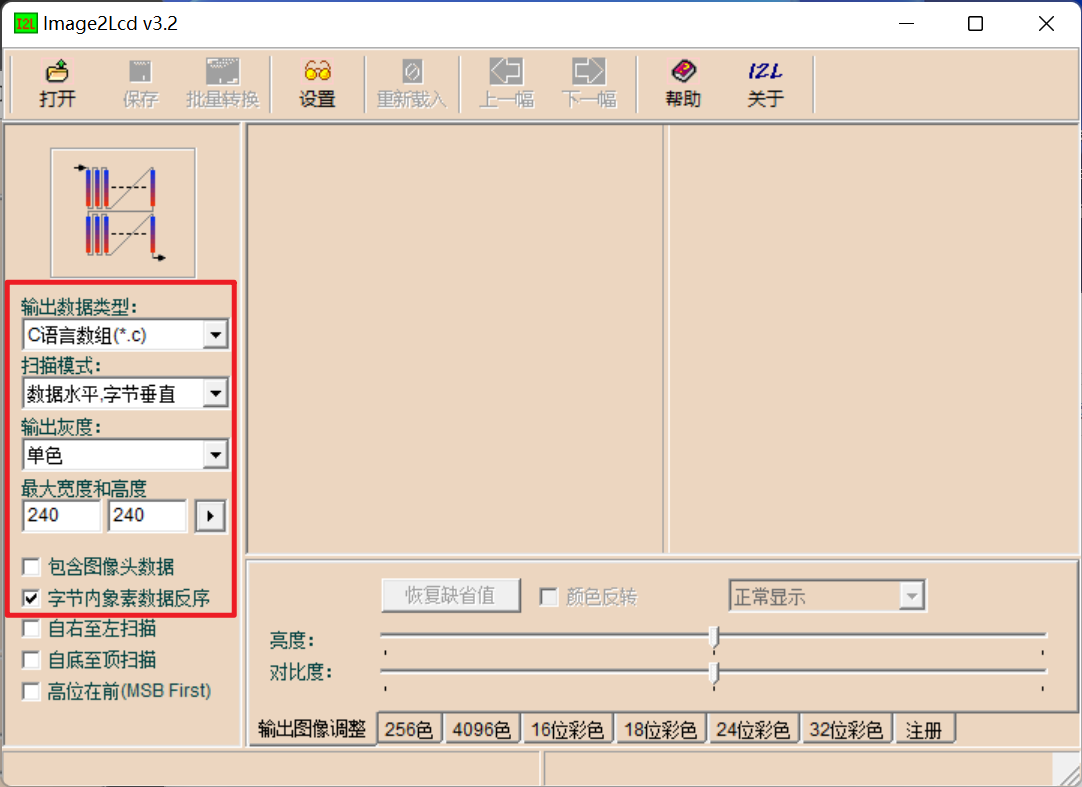 I2L Image2Lcd v3.2
打开 保存 批量转换 设置 重新载入 上一幅 下一幅 帮助 I2L 关于
输出数据类型:
C语言数组(*.c)
扫描模式:
数据水平,字节垂直
输出灰度:
单色
最大宽度和高度
240 240
包含图像头数据
字节内象素数据反序
自右至左扫描
自底至顶扫描
高位在前(MSB First)
恢复缺省值 颜色反转 正常显示
亮度:
对比度:
输出图像调整 256色 4096色 16位彩色 18位彩色 24位彩色 32位彩色 注册